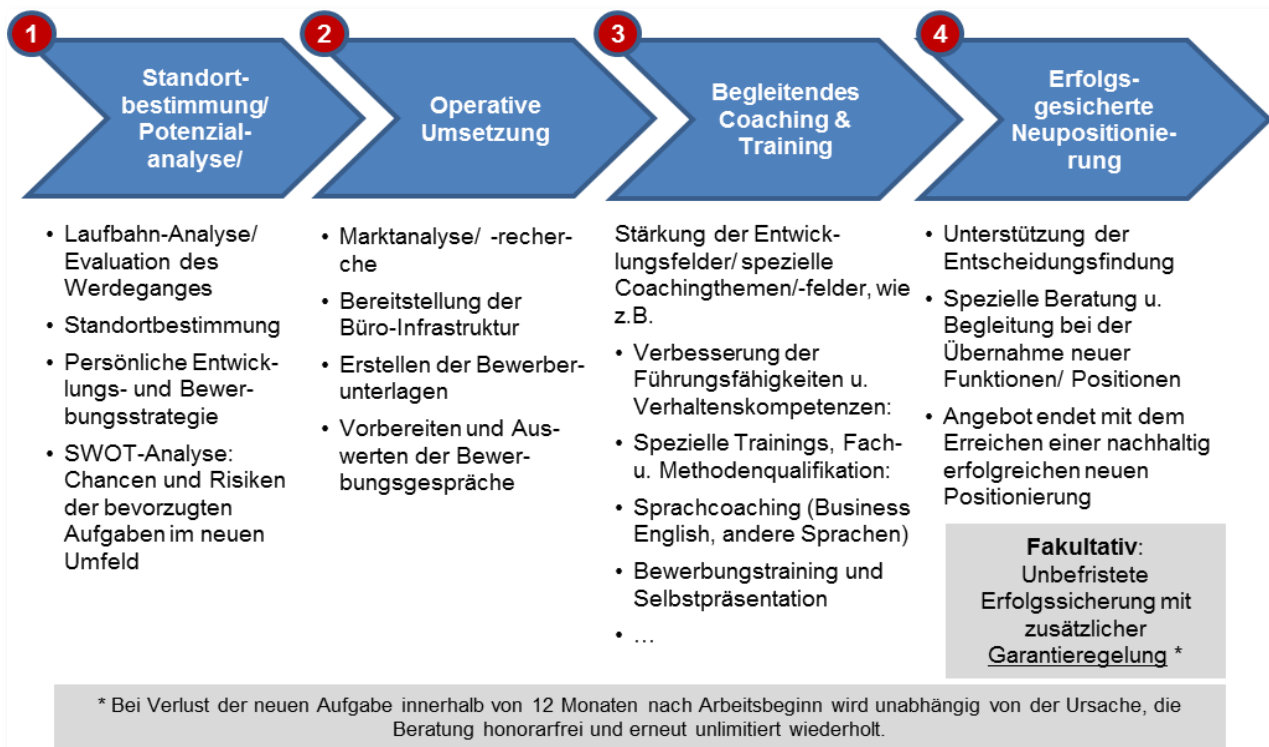 1
Standort-
bestimmung/
Potenzial-
analyse/
2
Operative
Umsetzung
3
Begleitendes
Coaching &
Training
4
Erfolgs-
gesicherte
Neupositionie-
rung
• Laufbahn-Analyse/
Evaluation des
Werdeganges
• Standortbestimmung
• Persönliche Entwick-
lungs- und Bewer-
bungsstrategie
• SWOT-Analyse:
Chancen und Risiken
der bevorzugten
Aufgaben im neuen
Umfeld
• Marktanalyse/ -recher-
che
• Bereitstellung der
Büro-Infrastruktur
• Erstellen der Bewerber-
unterlagen
• Vorbereiten und Aus-
werten der Bewer-
bungsgespräche
Stärkung der Entwick-
lungsfelder/ spezielle
Coachingthemen/-felder, wie
z.B.
• Verbesserung der
Führungsfähigkeiten u.
Verhaltenskompetenzen:
• Spezielle Trainings, Fach-
u. Methodenqualifikation:
• Sprachcoaching (Business
English, andere Sprachen)
• Bewerbungstraining und
Selbstpräsentation
• …
• Unterstützung der
Entscheidungsfindung
• Spezielle Beratung u.
Begleitung bei der
Übernahme neuer
Funktionen/ Positionen
• Angebot endet mit dem
Erreichen einer nachhaltig
erfolgreichen neuen
Positionierung
Fakultativ:
Unbefristete
Erfolgssicherung mit
zusätzlicher
Garantieregelung *
* Bei Verlust der neuen Aufgabe innerhalb von 12 Monaten nach Arbeitsbeginn wird unabhängig von der Ursache, die
Beratung honorarfrei und erneut unlimitiert wiederholt.